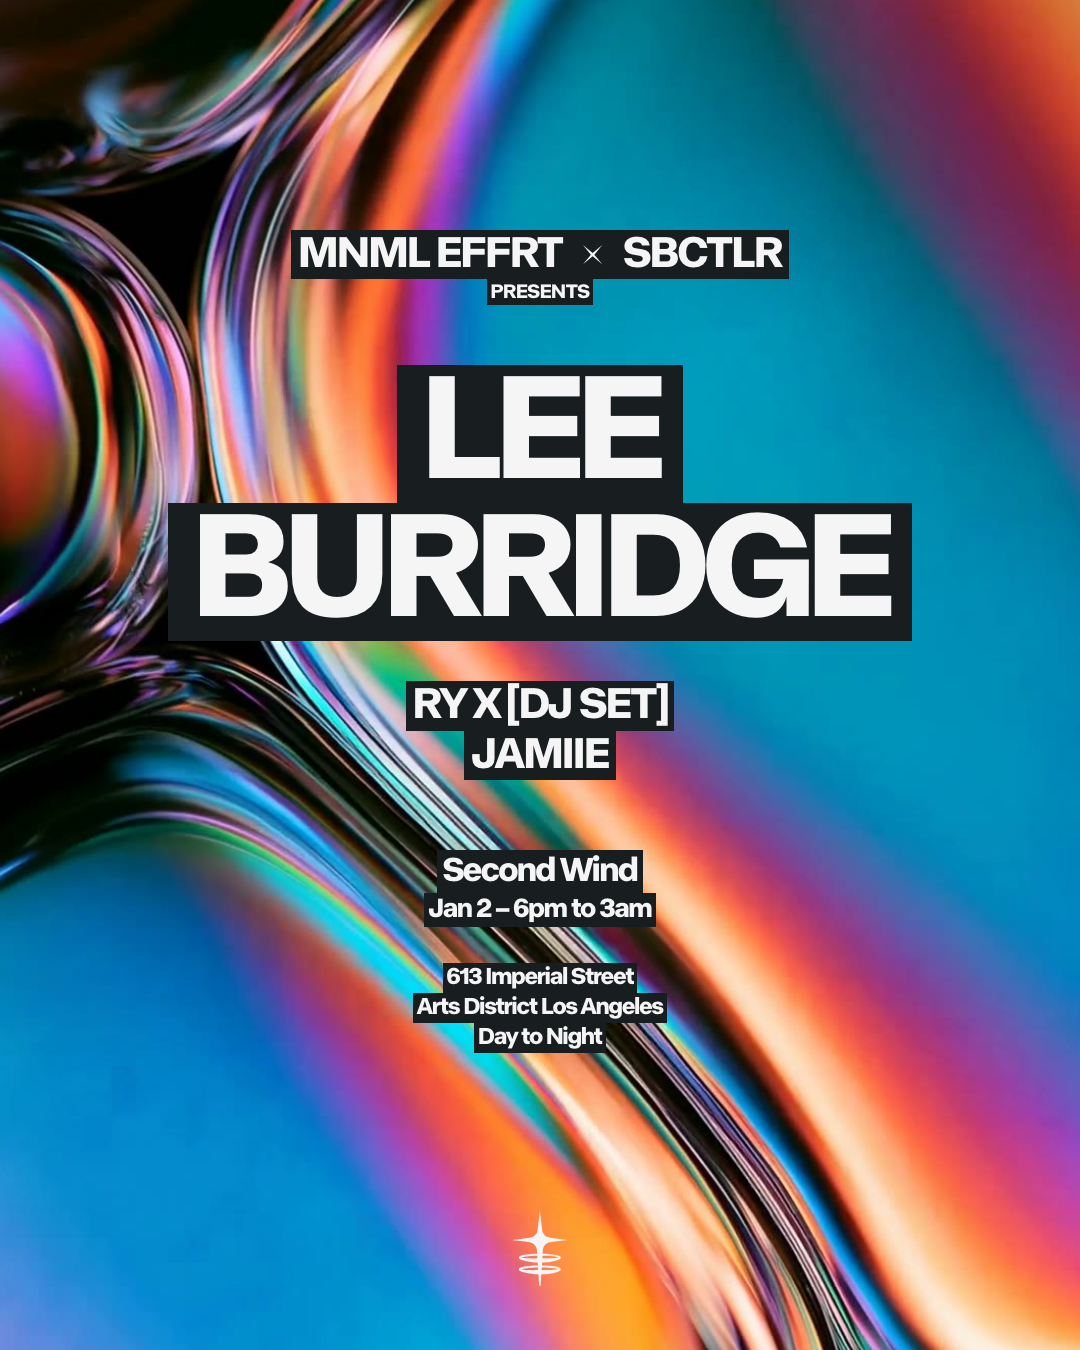 MNML EFFRT × SBCTLR
PRESENTS
LEE
BURRIDGE
RY X [DJ SET]
JAMIIE
Second Wind
Jan 2 – 6pm to 3am
613 Imperial Street
Arts District Los Angeles
Day to Night